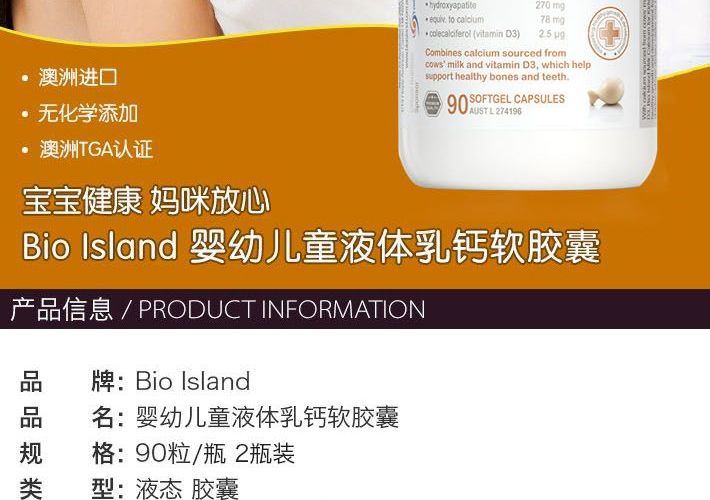 • hydroxyapatite 270 mg
• equiv. to calcium 78 mg
• colecalciferol (vitamin D3) 2.5 µg
Combines calcium sourced from
cows' milk and vitamin D3, which help
support healthy bones and teeth.
90 SOFTGEL CAPSULES
AUST L 274196
• 澳洲进口
• 无化学添加
• 澳洲TGA认证
宝宝健康 妈咪放心
Bio Island 婴幼儿童液体乳钙软胶囊
产品信息 / PRODUCT INFORMATION
品 牌: Bio Island
品 名: 婴幼儿童液体乳钙软胶囊
规 格: 90粒/瓶 2瓶装
类 型: 液态 胶囊